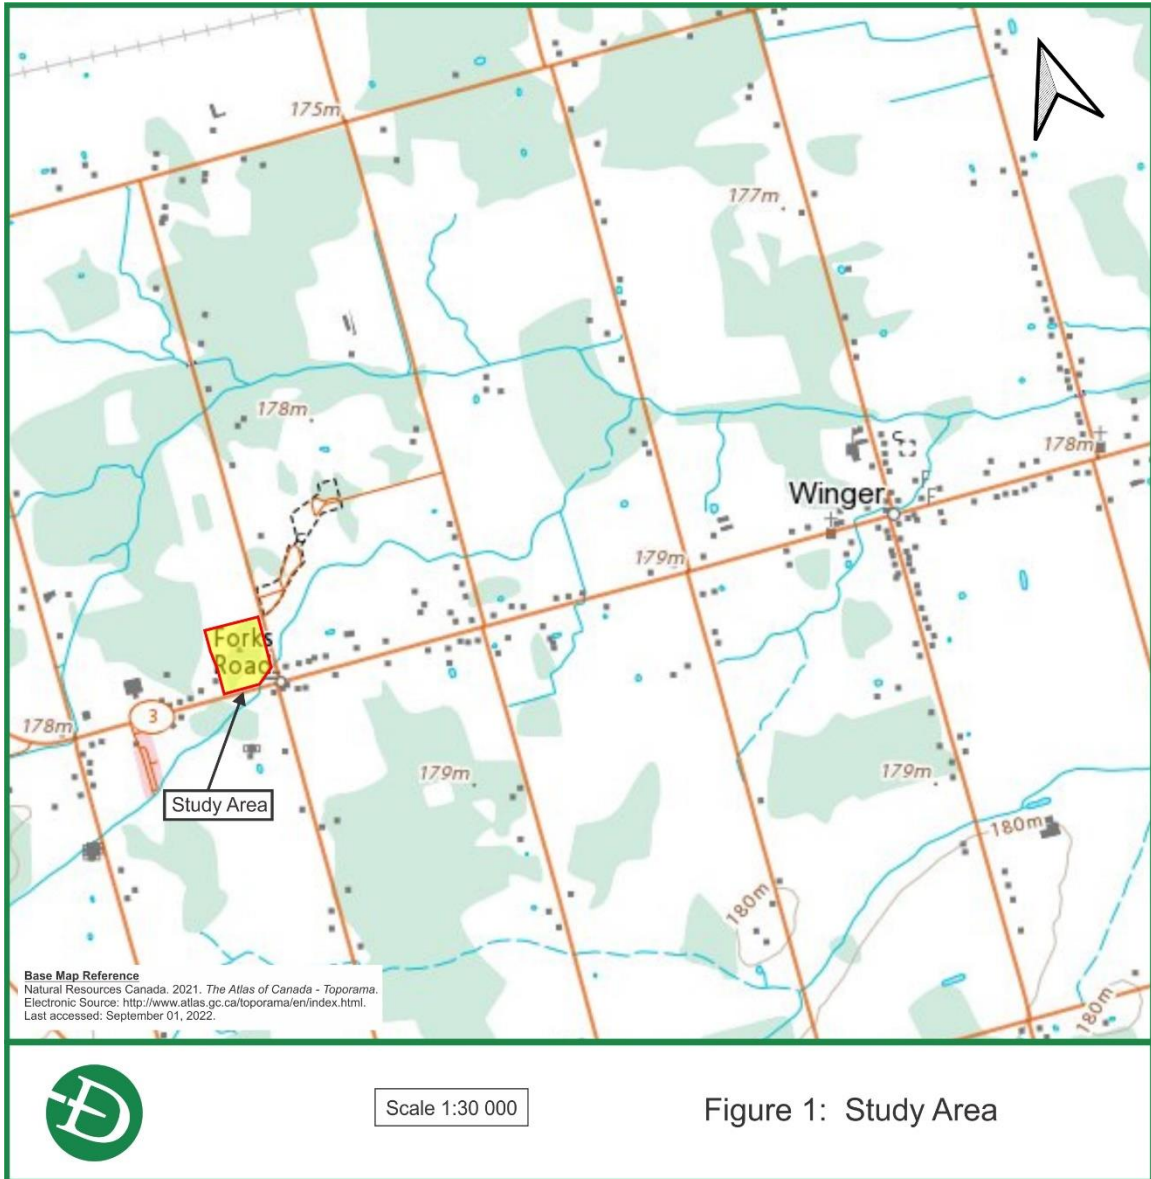 175m
177m
178m
178m
Winger
F
F
179m
Forks
Road
3
178m
179m
179m
Study Area
180m
180m
180m
Base Map Reference
Natural Resources Canada. 2021. The Atlas of Canada - Toporama.
Electronic Source: http://www.atlas.gc.ca/toporama/en/index.html.
Last accessed: September 01, 2022.
D
Scale 1:30 000
Figure 1: Study Area